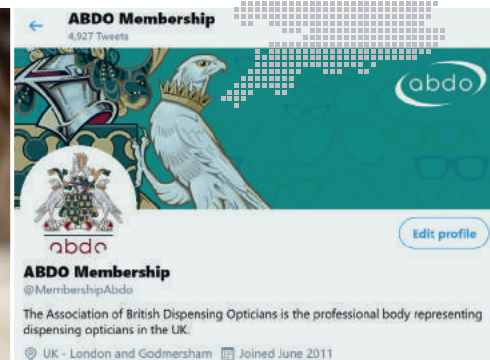 ABDO Membership
4,927 Tweets
abdo
abdo
Edit profile
ABDO Membership
@MembershipAbdo
The Association of British Dispensing Opticians is the professional body representing
dispensing opticians in the UK.
UK - London and Godmersham Joined June 2011